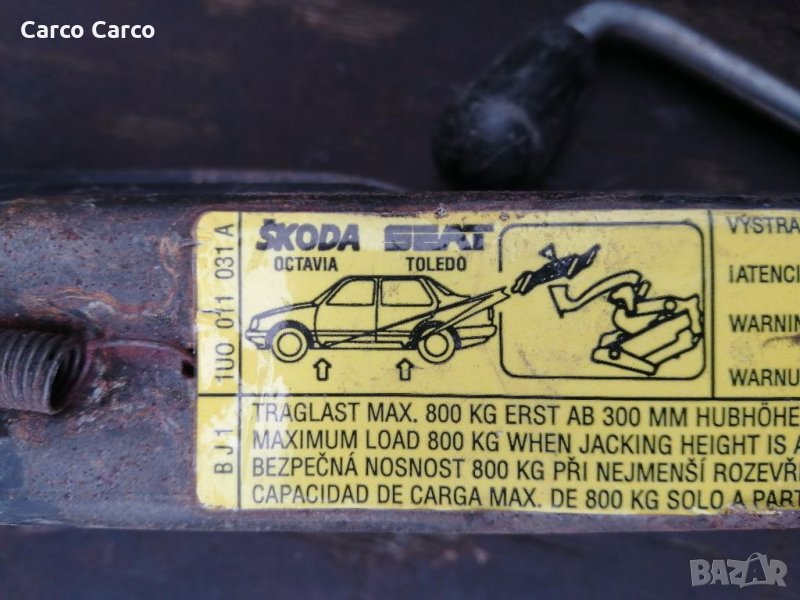 Carco Carco
1U0 011 031 A
BJ1
ŠKODA SEAT
OCTAVIA TOLEDO
VÝSTRA
¡ATENCI
WARNIN
WARNU
TRAGLAST MAX. 800 KG ERST AB 300 MM HUBHÖHE
MAXIMUM LOAD 800 KG WHEN JACKING HEIGHT IS A
BEZPEČNÁ NOSNOST 800 KG PŘI NEJMENŠÍ ROZEVŘ
CAPACIDAD DE CARGA MAX. DE 800 KG SOLO A PART
BAZAR